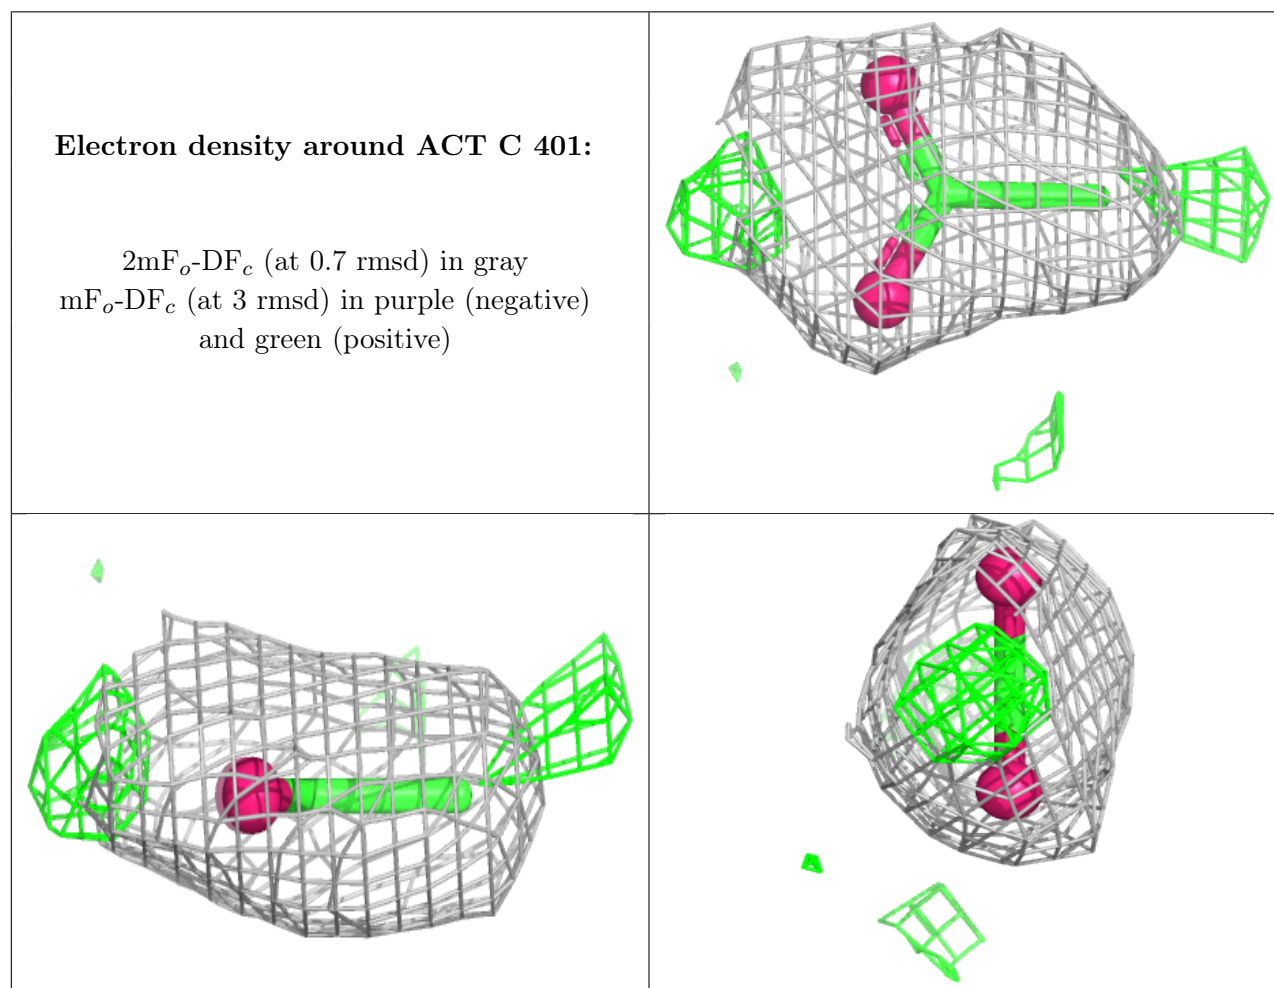 Electron density around ACT C 401:
2mFo-DFc (at 0.7 rmsd) in gray
mFo-DFc (at 3 rmsd) in purple (negative)
and green (positive)